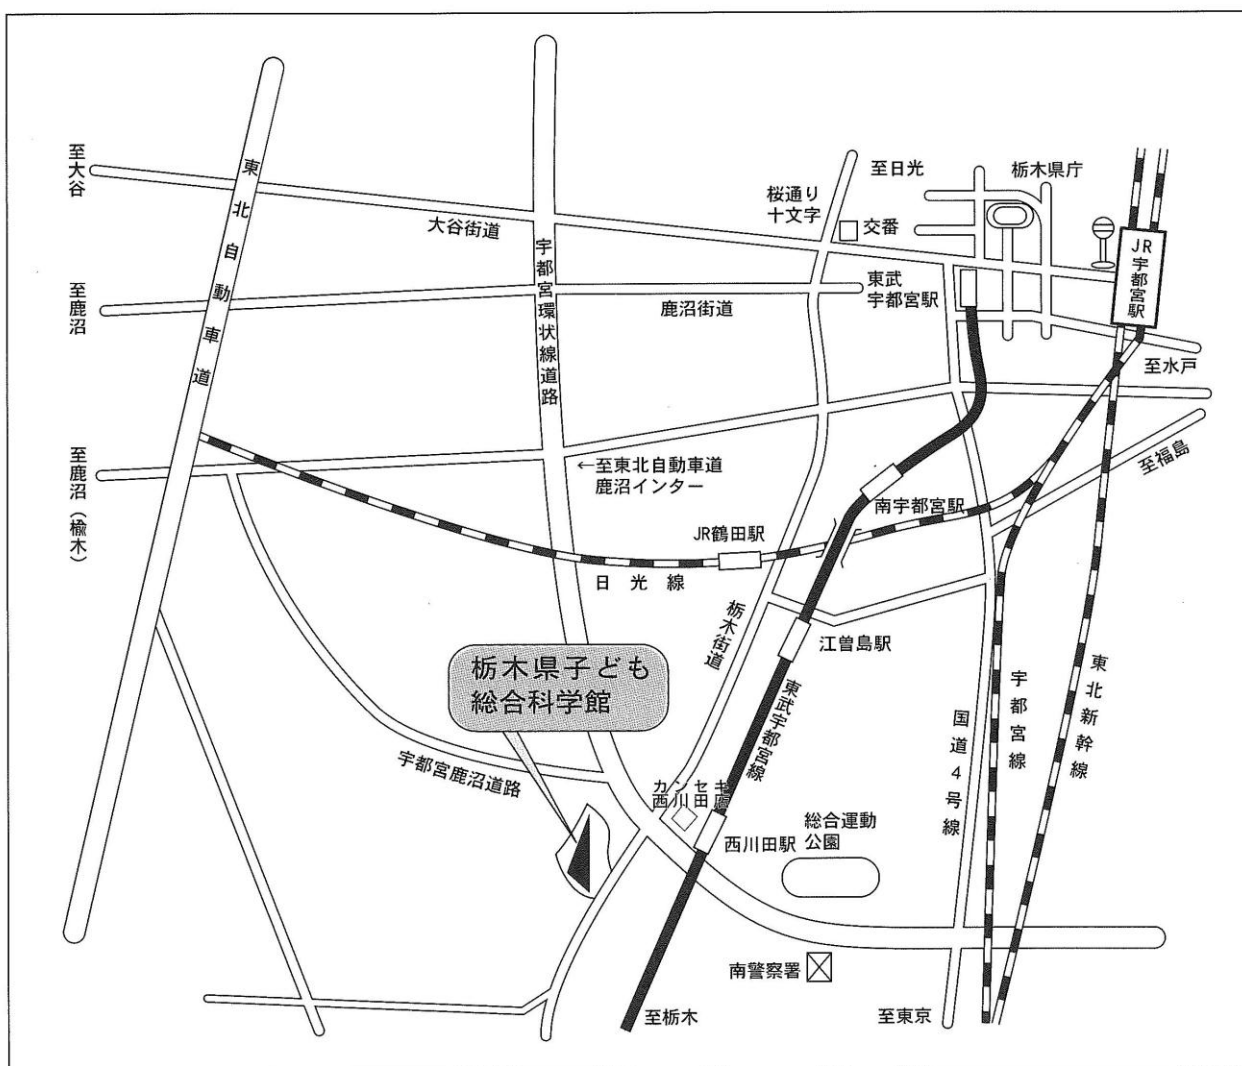 至大谷
東北自動車道
大谷街道
宇都宮環状線道路
桜通り
十文字
至日光
交番
栃木県庁
JR
宇都宮駅
東武
宇都宮駅
至鹿沼
鹿沼街道
至水戸
至鹿沼(楡木)
←至東北自動車道
鹿沼インター
至福島
南宇都宮駅
JR鶴田駅
日光線
栃木街道
江曽島駅
栃木県子ども
総合科学館
東武宇都宮線
国道4号線
宇都宮線
東北新幹線
宇都宮鹿沼道路
カンセキ
西川田店
西川田駅
総合運動
公園
南警察署
至栃木
至東京